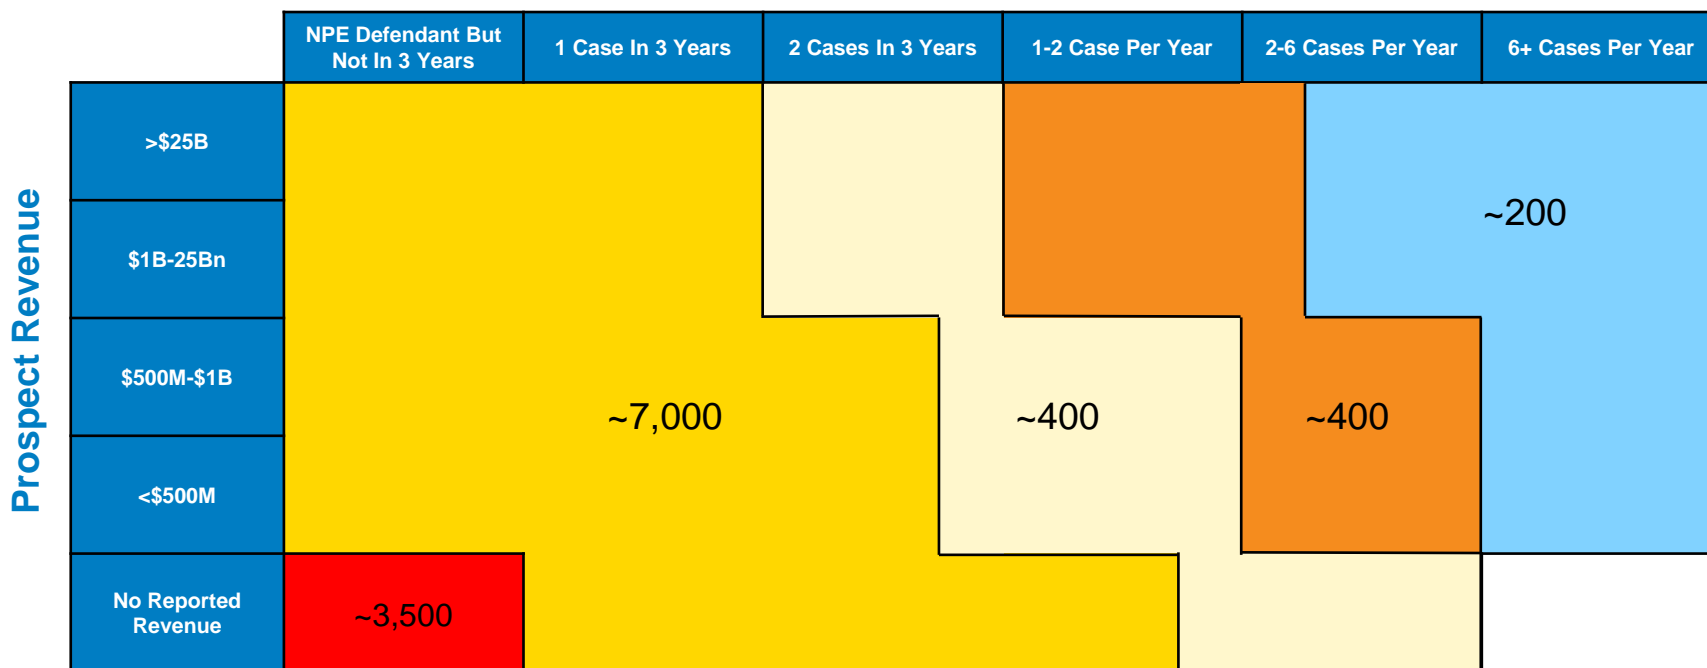 NPE Defendant But
Not In 3 Years
1 Case In 3 Years
2 Cases In 3 Years
1-2 Case Per Year
2-6 Cases Per Year
6+ Cases Per Year
Prospect Revenue
>$25B
~200
$1B-25Bn
$500M-$1B
~7,000
~400
~400
<$500M
No Reported
Revenue
~3,500